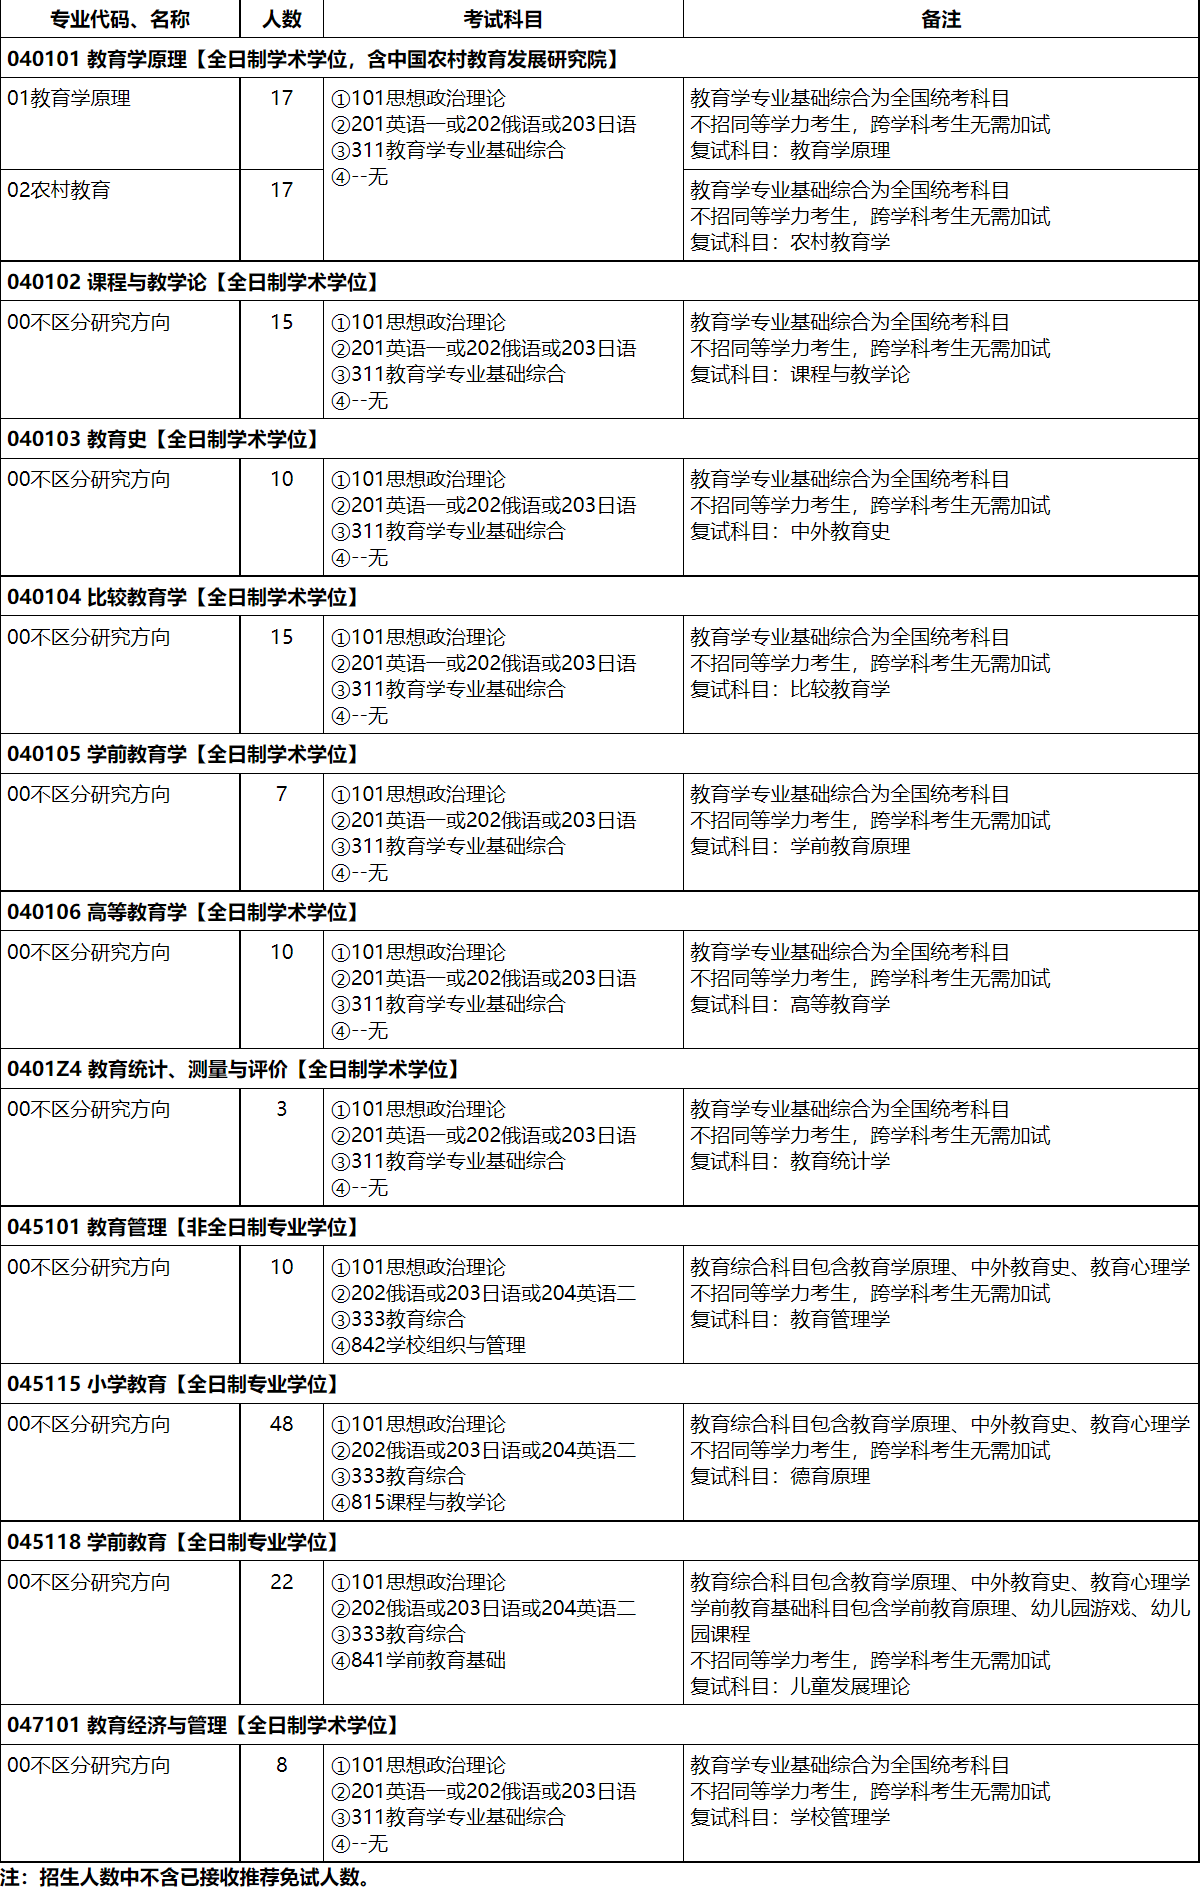 专业代码、名称 人数 考试科目 备注
040101 教育学原理【全日制学术学位，含中国农村教育发展研究院】
01教育学原理 17 ①101思想政治理论 教育学专业基础综合为全国统考科目
②201英语一或202俄语或203日语 不招同等学力考生，跨学科考生无需加试
③311教育学专业基础综合 复试科目：教育学原理
④--无
02农村教育 17 教育学专业基础综合为全国统考科目
不招同等学力考生，跨学科考生无需加试
复试科目：农村教育学
040102 课程与教学论【全日制学术学位】
00不区分研究方向 15 ①101思想政治理论 教育学专业基础综合为全国统考科目
②201英语一或202俄语或203日语 不招同等学力考生，跨学科考生无需加试
③311教育学专业基础综合 复试科目：课程与教学论
④--无
040103 教育史【全日制学术学位】
00不区分研究方向 10 ①101思想政治理论 教育学专业基础综合为全国统考科目
②201英语一或202俄语或203日语 不招同等学力考生，跨学科考生无需加试
③311教育学专业基础综合 复试科目：中外教育史
④--无
040104 比较教育学【全日制学术学位】
00不区分研究方向 15 ①101思想政治理论 教育学专业基础综合为全国统考科目
②201英语一或202俄语或203日语 不招同等学力考生，跨学科考生无需加试
③311教育学专业基础综合 复试科目：比较教育学
④--无
040105 学前教育学【全日制学术学位】
00不区分研究方向 7 ①101思想政治理论 教育学专业基础综合为全国统考科目
②201英语一或202俄语或203日语 不招同等学力考生，跨学科考生无需加试
③311教育学专业基础综合 复试科目：学前教育原理
④--无
040106 高等教育学【全日制学术学位】
00不区分研究方向 10 ①101思想政治理论 教育学专业基础综合为全国统考科目
②201英语一或202俄语或203日语 不招同等学力考生，跨学科考生无需加试
③311教育学专业基础综合 复试科目：高等教育学
④--无
0401Z4 教育统计、测量与评价【全日制学术学位】
00不区分研究方向 3 ①101思想政治理论 教育学专业基础综合为全国统考科目
②201英语一或202俄语或203日语 不招同等学力考生，跨学科考生无需加试
③311教育学专业基础综合 复试科目：教育统计学
④--无
045101 教育管理【非全日制专业学位】
00不区分研究方向 10 ①101思想政治理论 教育综合科目包含教育学原理、中外教育史、教育心理学
②202俄语或203日语或204英语二 不招同等学力考生，跨学科考生无需加试
③333教育综合 复试科目：教育管理学
④842学校组织与管理
045115 小学教育【全日制专业学位】
00不区分研究方向 48 ①101思想政治理论 教育综合科目包含教育学原理、中外教育史、教育心理学
②202俄语或203日语或204英语二 不招同等学力考生，跨学科考生无需加试
③333教育综合 复试科目：德育原理
④815课程与教学论
045118 学前教育【全日制专业学位】
00不区分研究方向 22 ①101思想政治理论 教育综合科目包含教育学原理、中外教育史、教育心理学
②202俄语或203日语或204英语二 学前教育基础科目包含学前教育原理、幼儿园游戏、幼儿
③333教育综合 园课程
④841学前教育基础 不招同等学力考生，跨学科考生无需加试
复试科目：儿童发展理论
047101 教育经济与管理【全日制学术学位】
00不区分研究方向 8 ①101思想政治理论 教育学专业基础综合为全国统考科目
②201英语一或202俄语或203日语 不招同等学力考生，跨学科考生无需加试
③311教育学专业基础综合 复试科目：学校管理学
④--无
注：招生人数中不含已接收推荐免试人数。